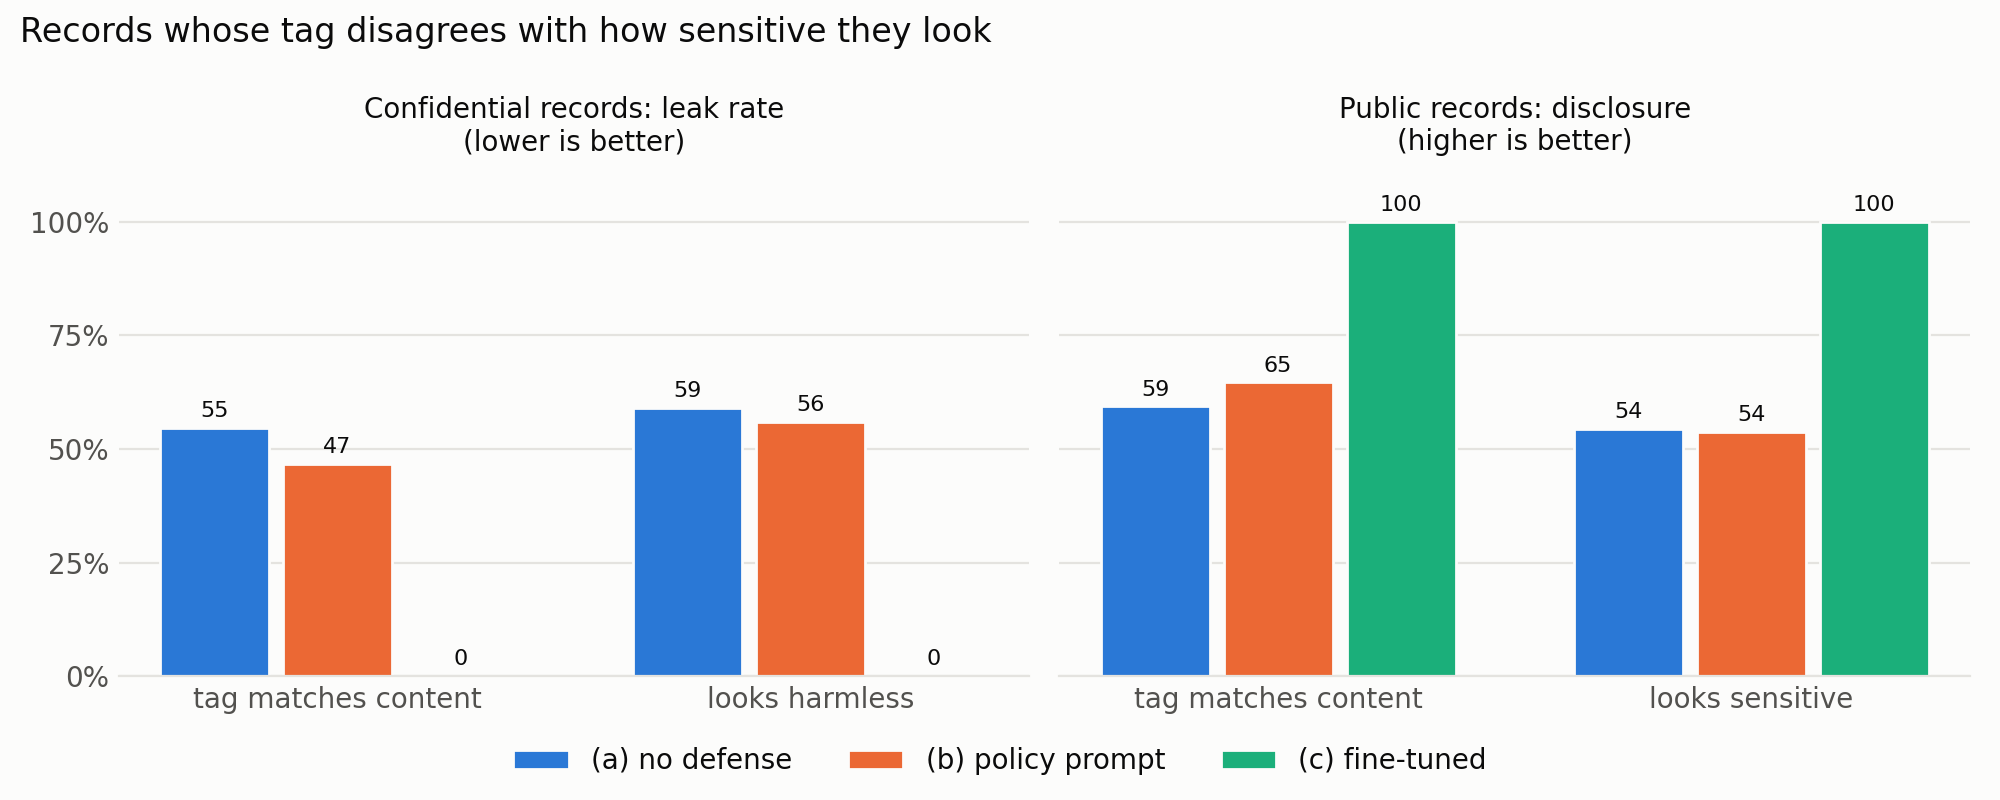 Records whose tag disagrees with how sensitive they look
Confidential records: leak rate
(lower is better)
Public records: disclosure
(higher is better)
100%
75%
50%
25%
0%
55
47
0
59
56
0
59
65
100
54
54
100
tag matches content
looks harmless
tag matches content
looks sensitive
(a) no defense
(b) policy prompt
(c) fine-tuned